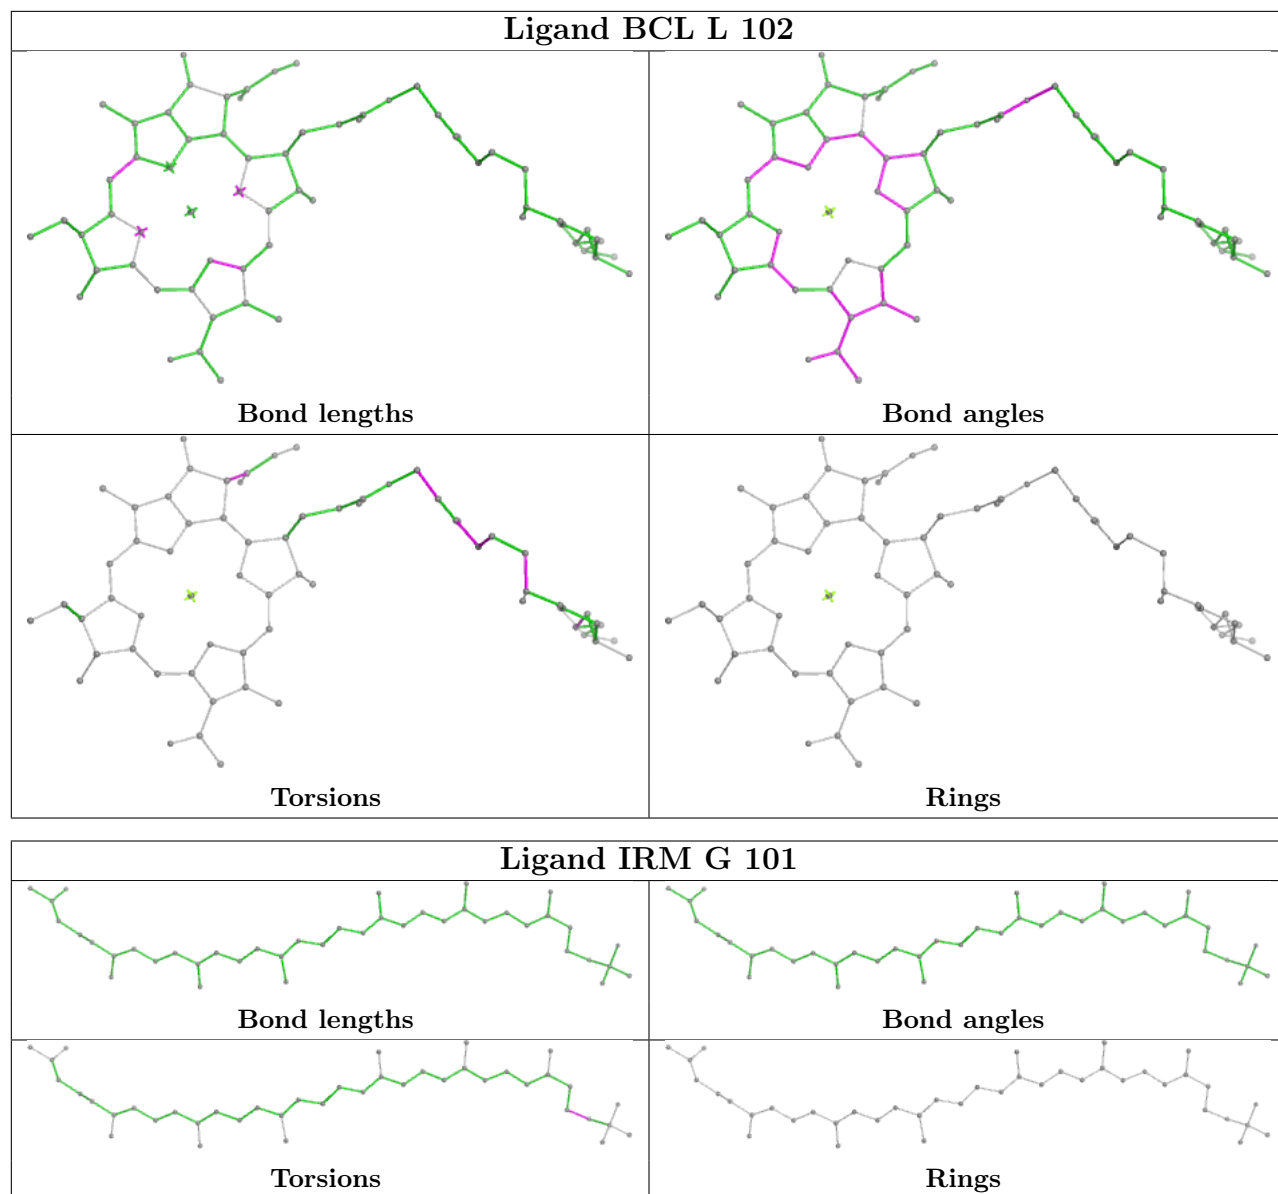 Ligand BCL L 102
Bond lengths
Bond angles
Torsions
Rings
Ligand IRM G 101
Bond lengths
Bond angles
Torsions
Rings